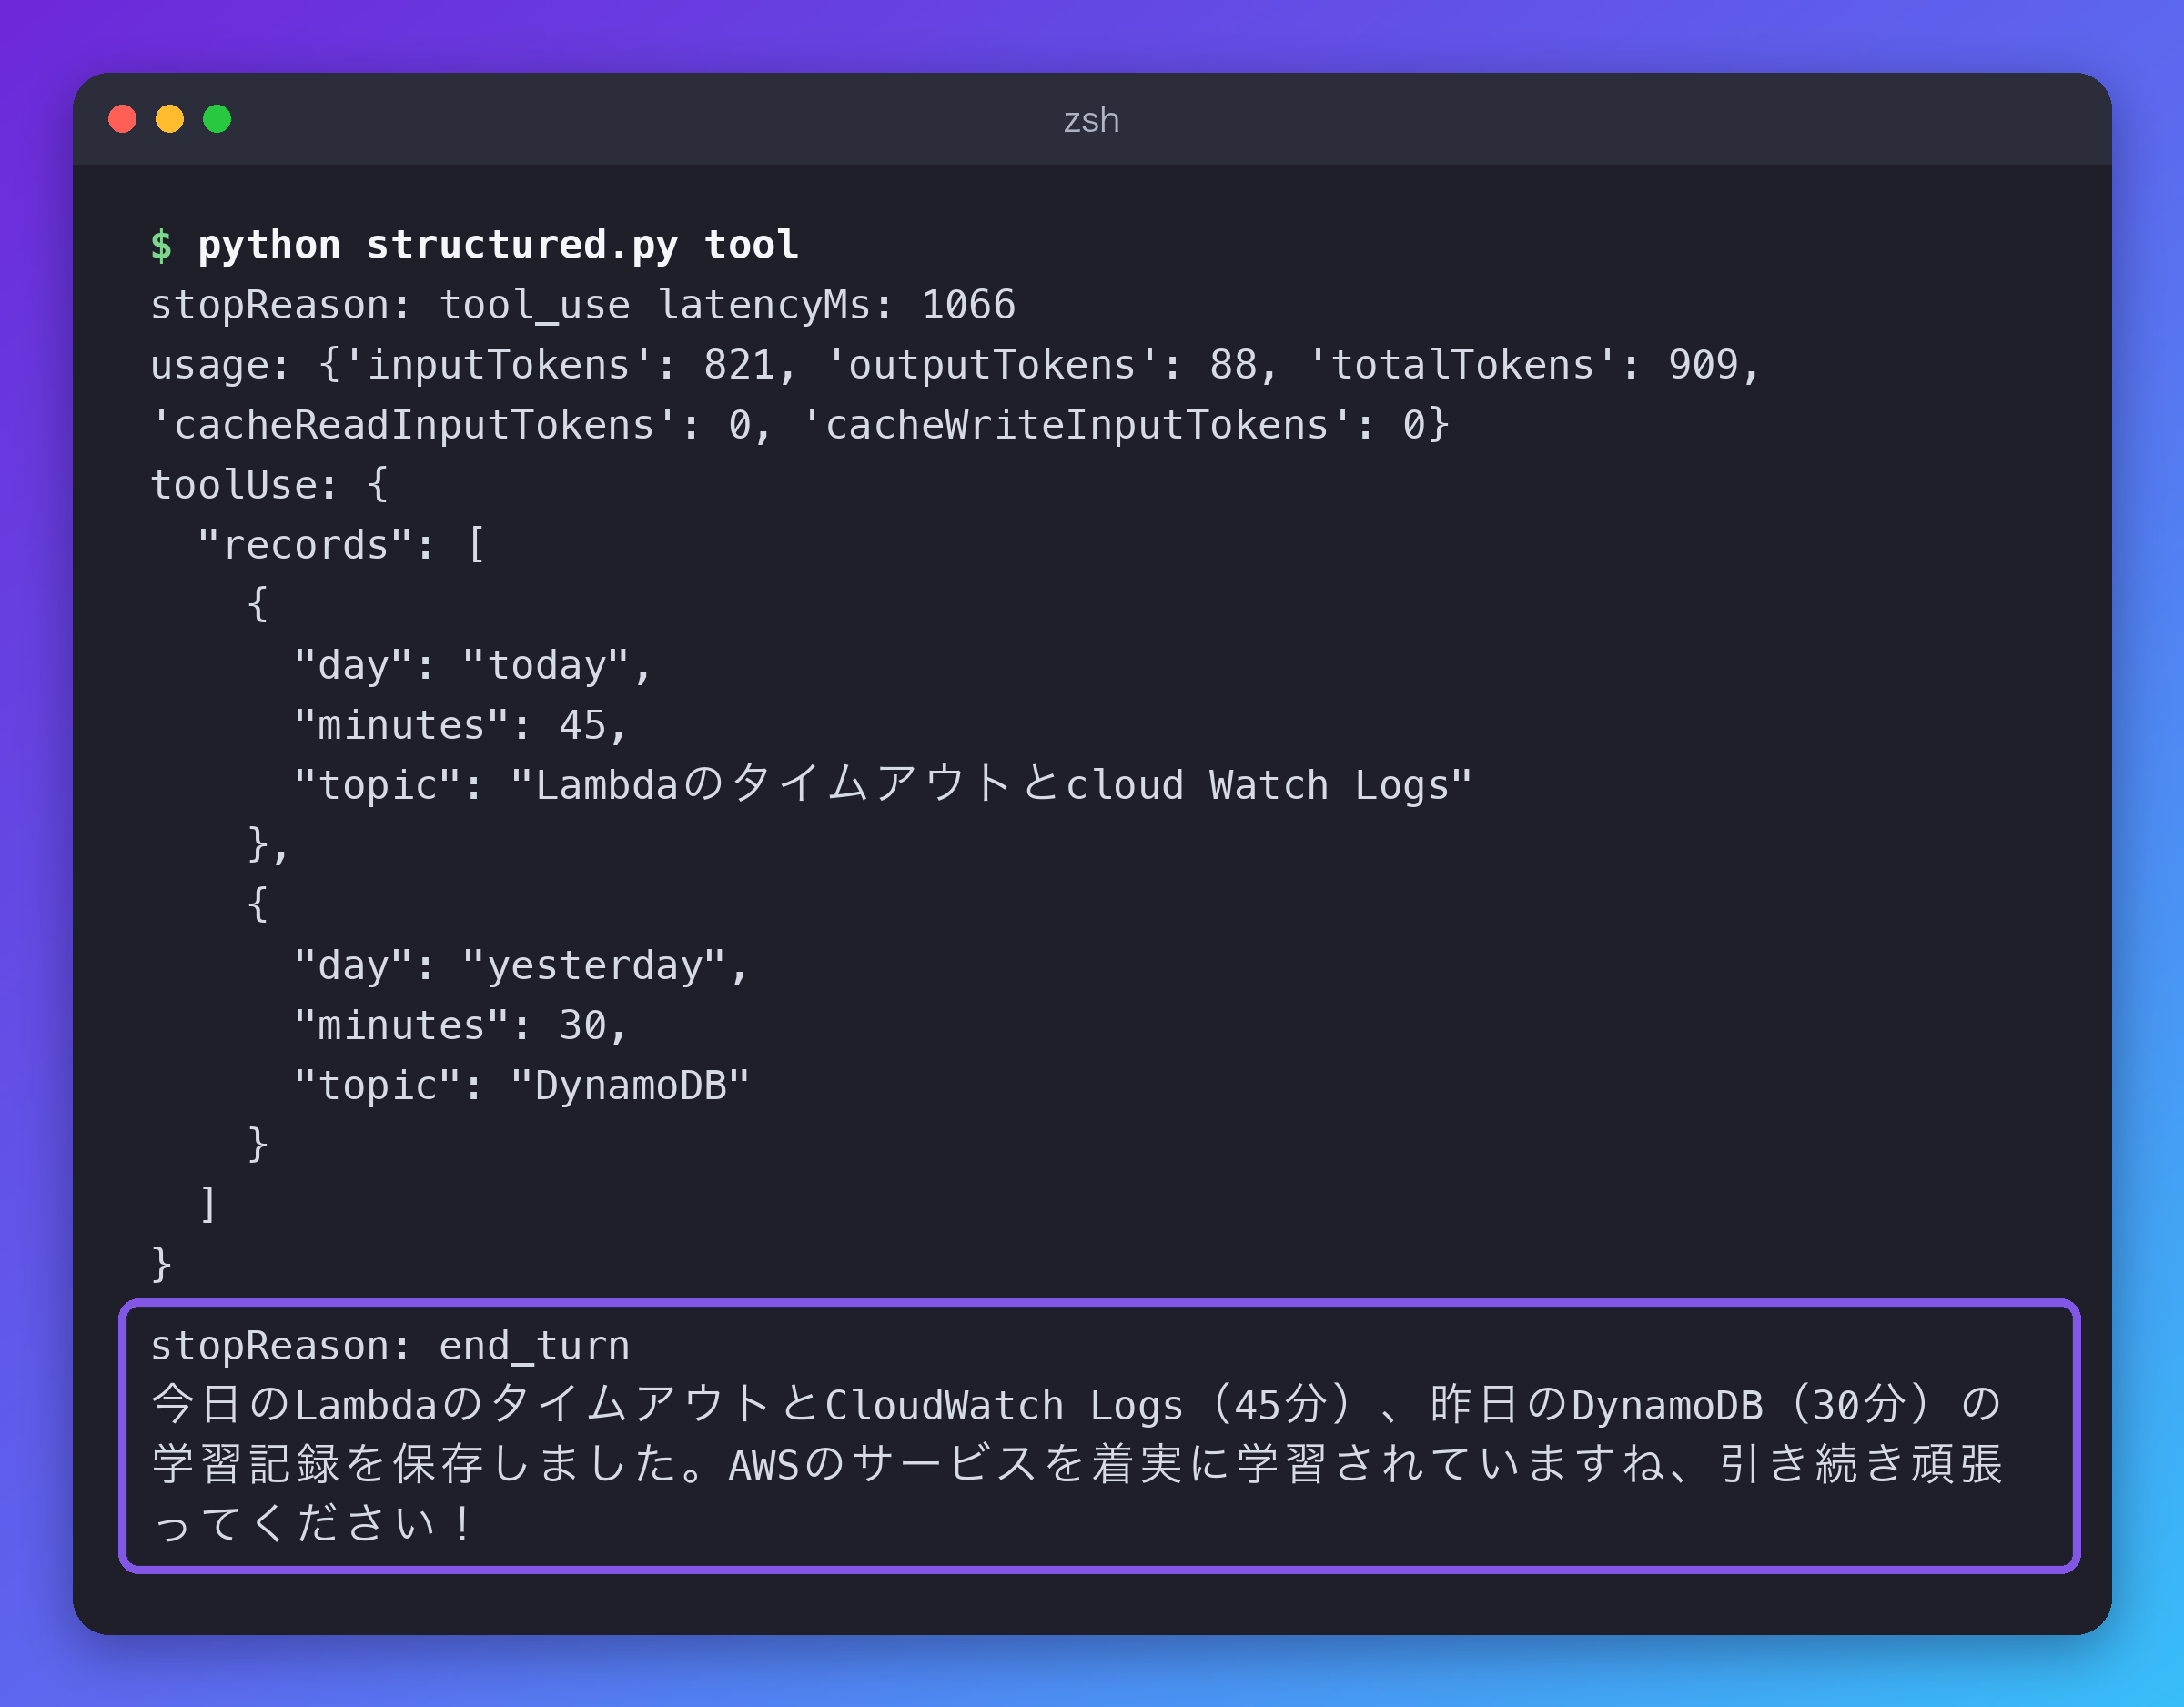 zsh
$ python structured.py tool
stopReason: tool_use latencyMs: 1066
usage: {'inputTokens': 821, 'outputTokens': 88, 'totalTokens': 909,
'cacheReadInputTokens': 0, 'cacheWriteInputTokens': 0}
toolUse: {
  "records": [
    {
      "day": "today",
      "minutes": 45,
      "topic": "LambdaのタイムアウトとcloudWatch Logs"
    },
    {
      "day": "yesterday",
      "minutes": 30,
      "topic": "DynamoDB"
    }
  ]
}
stopReason: end_turn
今日のLambdaのタイムアウトとCloudWatch Logs（45分）、昨日のDynamoDB（30分）の
学習記録を保存しました。AWSのサービスを着実に学習されていますね、引き続き頑張
ってください！